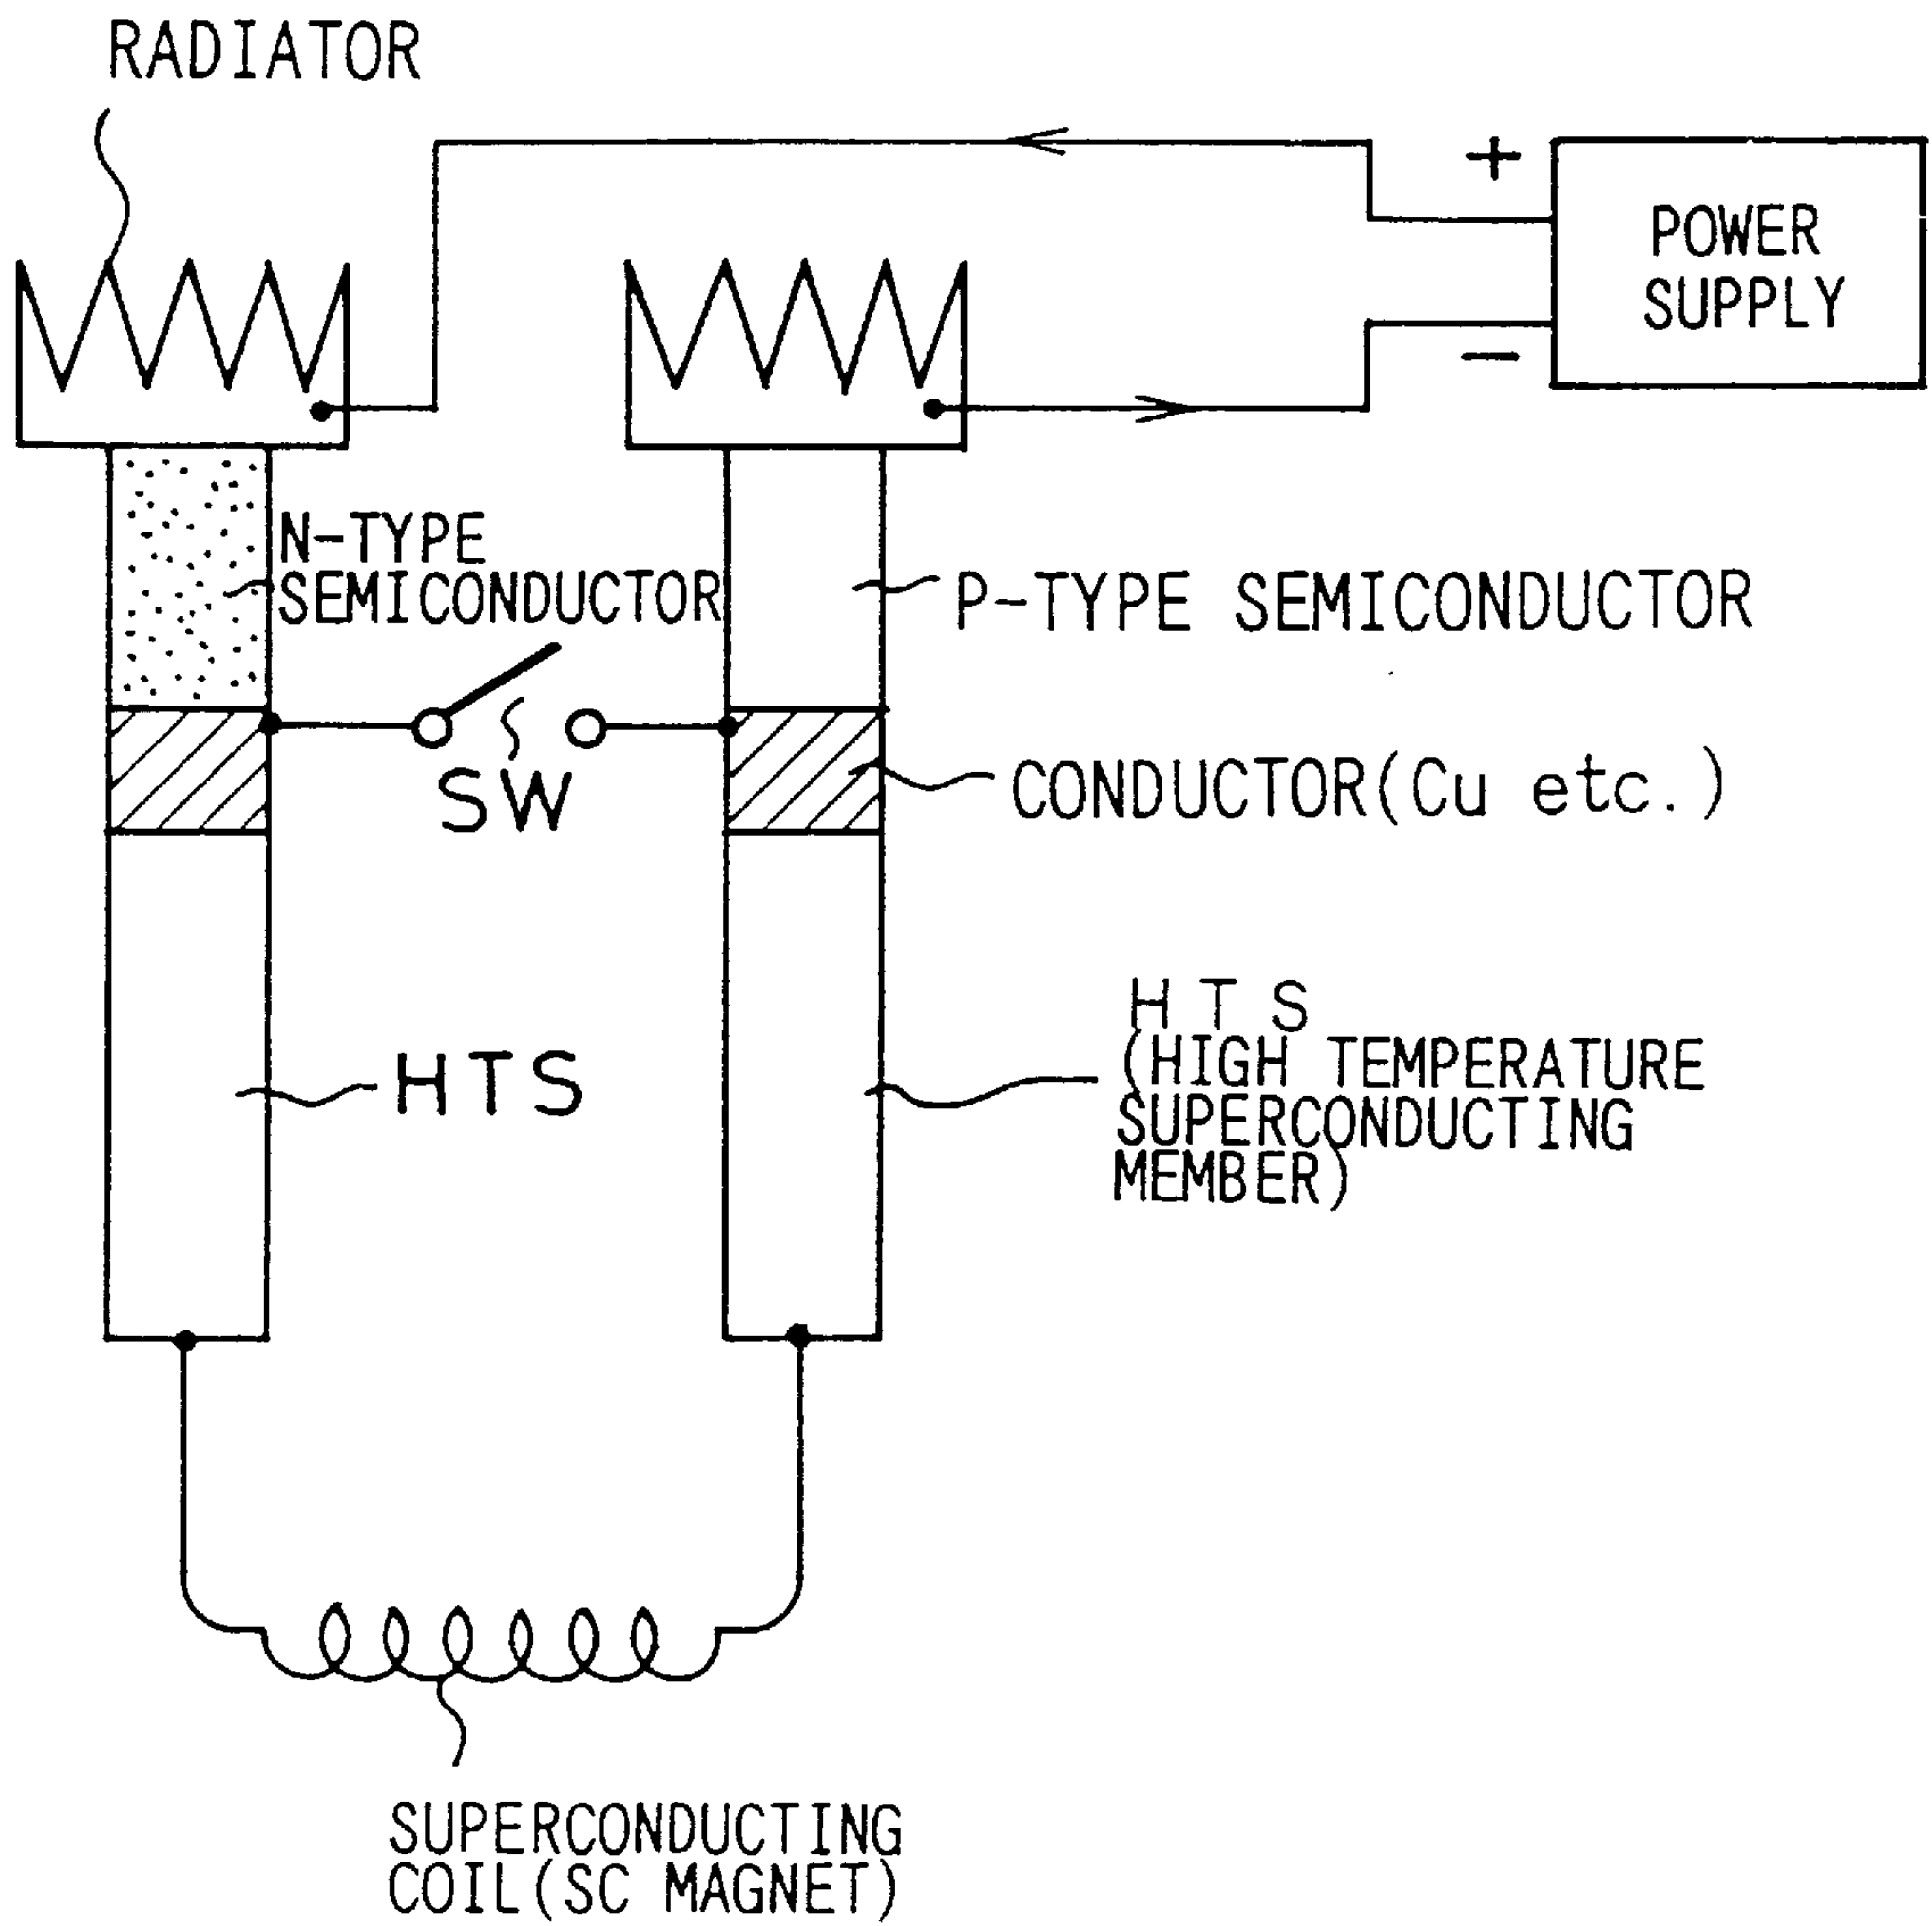 RADIATOR
+
POWER
SUPPLY
−
N-TYPE
SEMICONDUCTOR
P-TYPE SEMICONDUCTOR
SW
CONDUCTOR(Cu etc.)
HTS
HTS
(HIGH TEMPERATURE
SUPERCONDUCTING
MEMBER)
SUPERCONDUCTING
COIL(SC MAGNET)